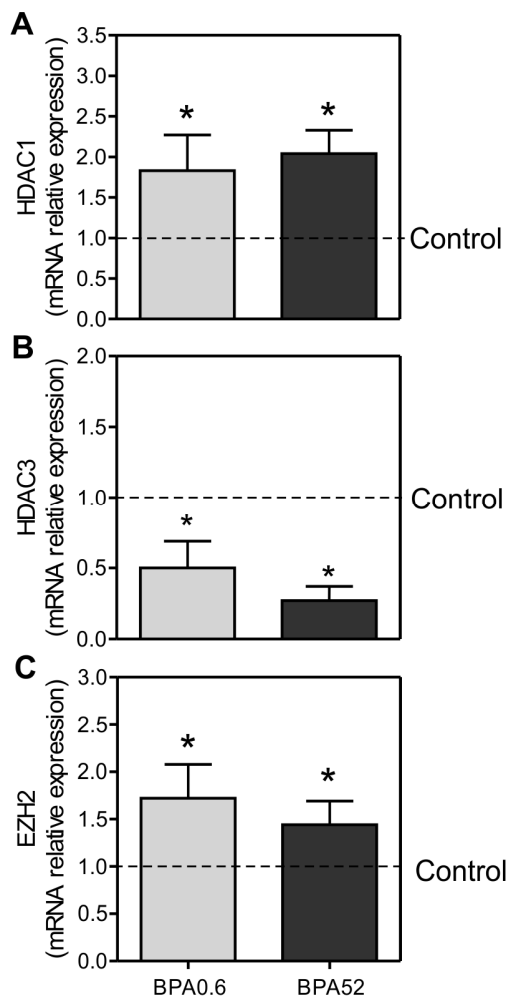 A
HDAC1
(mRNA relative expression)
3.5
3.0
2.5
2.0
1.5
1.0
0.5
0.0
*
*
Control
B
HDAC3
(mRNA relative expression)
2.0
1.5
1.0
0.5
0.0
*
*
Control
C
EZH2
(mRNA relative expression)
3.0
2.5
2.0
1.5
1.0
0.5
0.0
*
*
Control
BPA0.6
BPA52